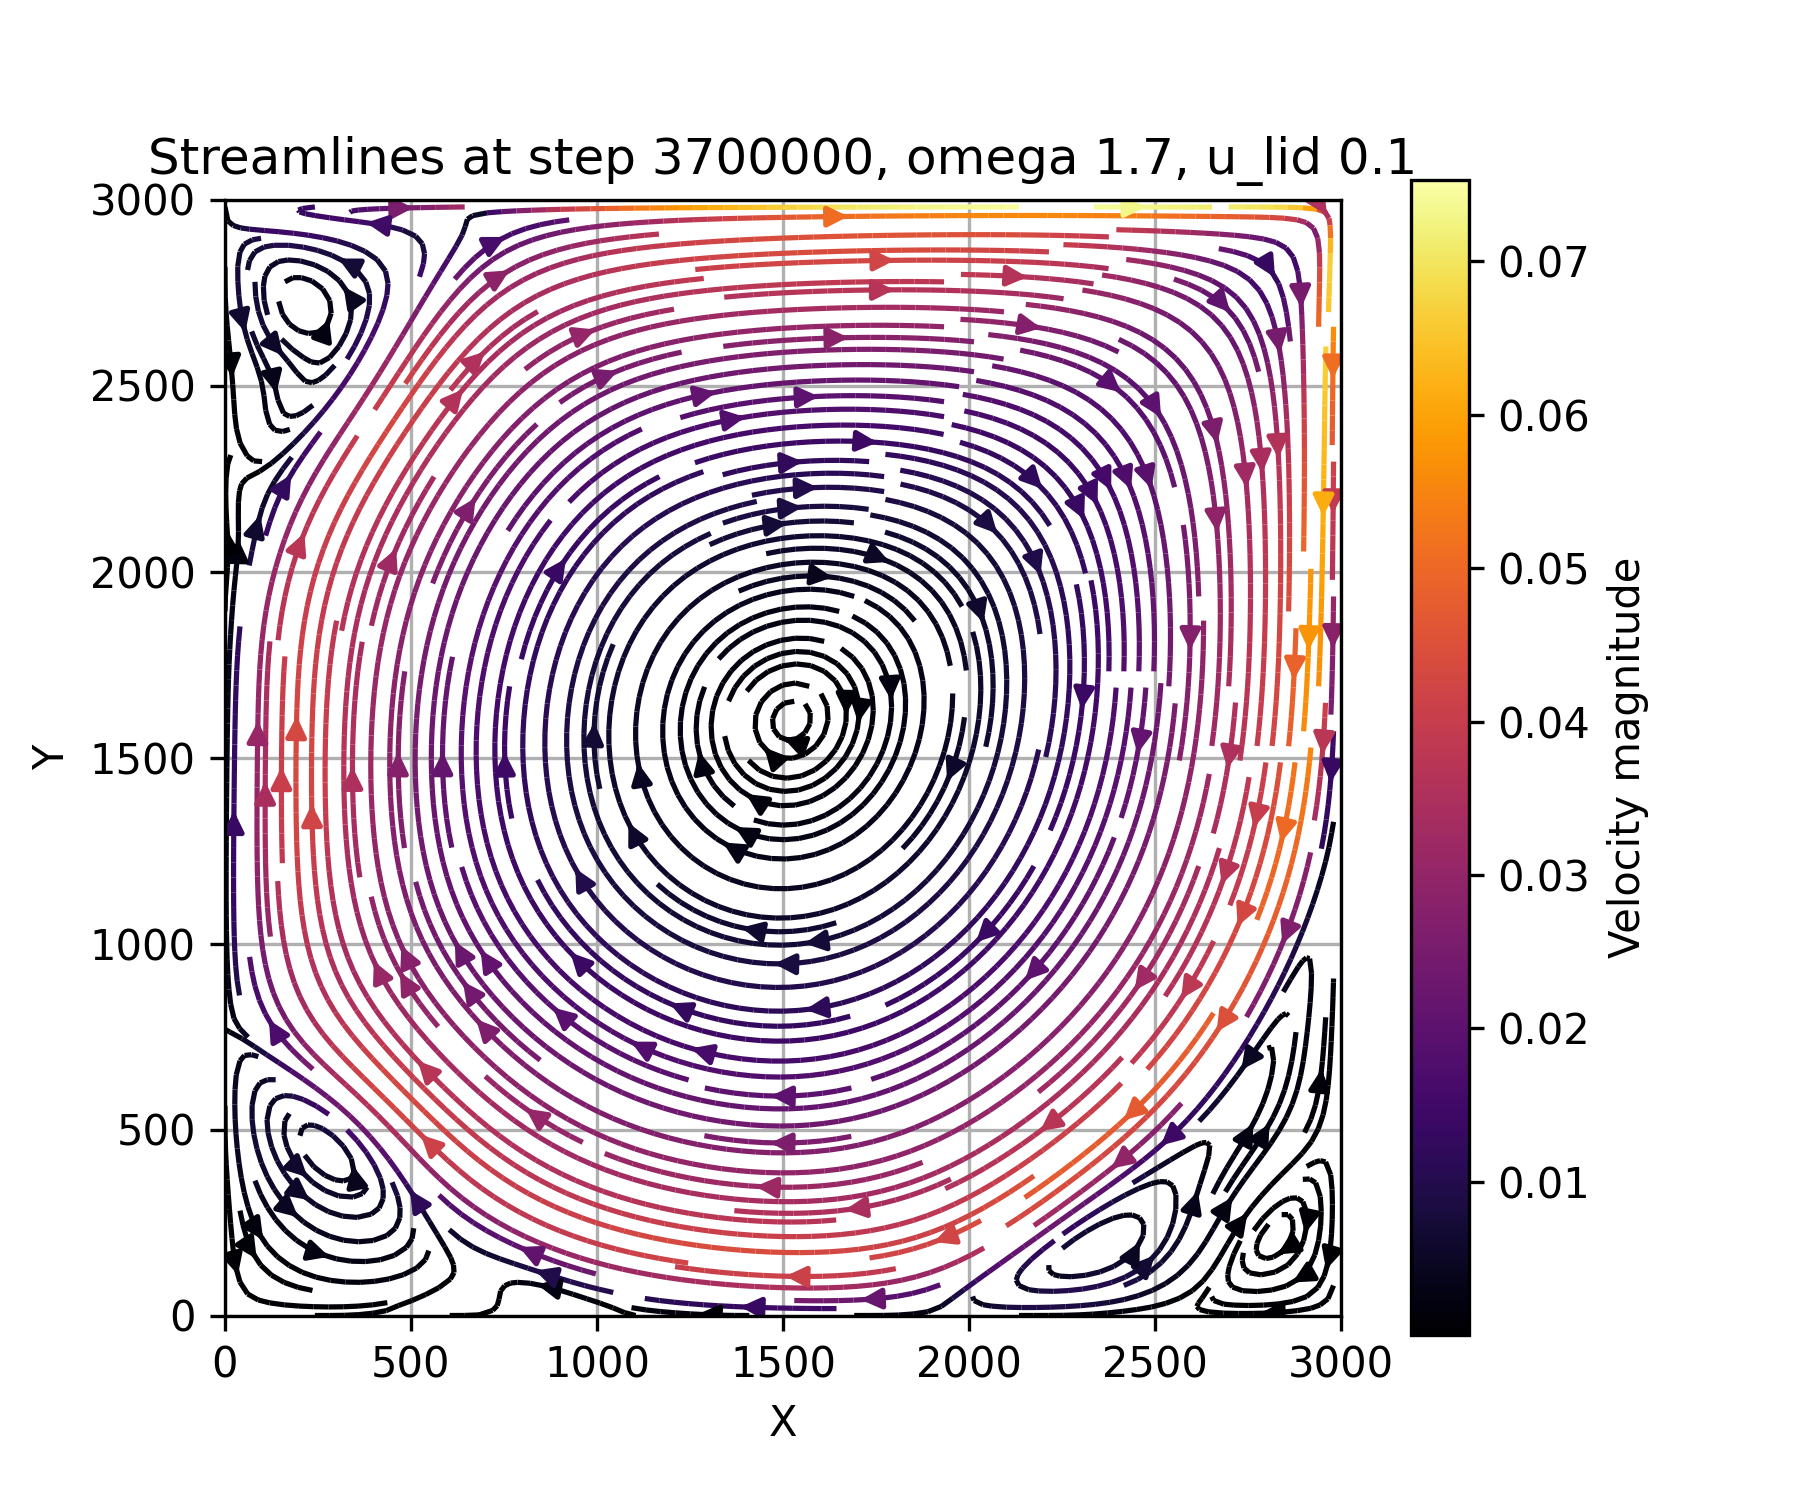 Streamlines at step 3700000, omega 1.7, u_lid 0.1
3000
2500
2000
1500
1000
500
0
Y
0 500 1000 1500 2000 2500 3000
X
0.07
0.06
0.05
0.04
0.03
0.02
0.01
Velocity magnitude